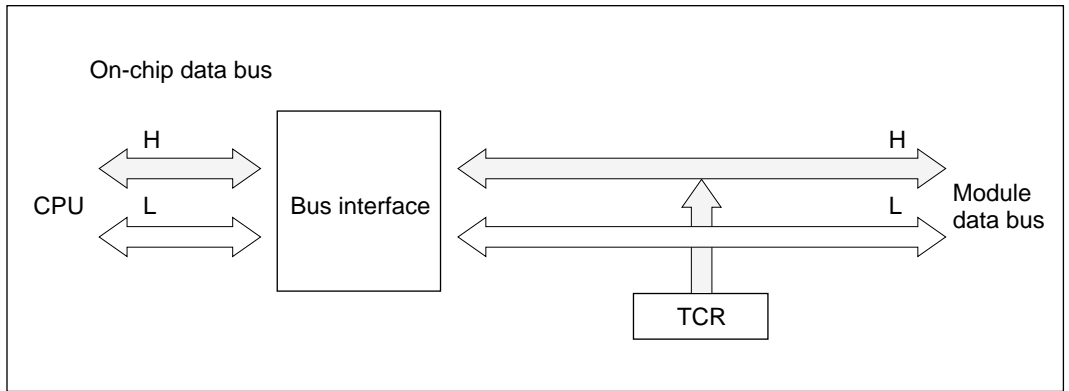 On-chip data bus
H
H
CPU
L
Bus interface
L
Module
data bus
TCR